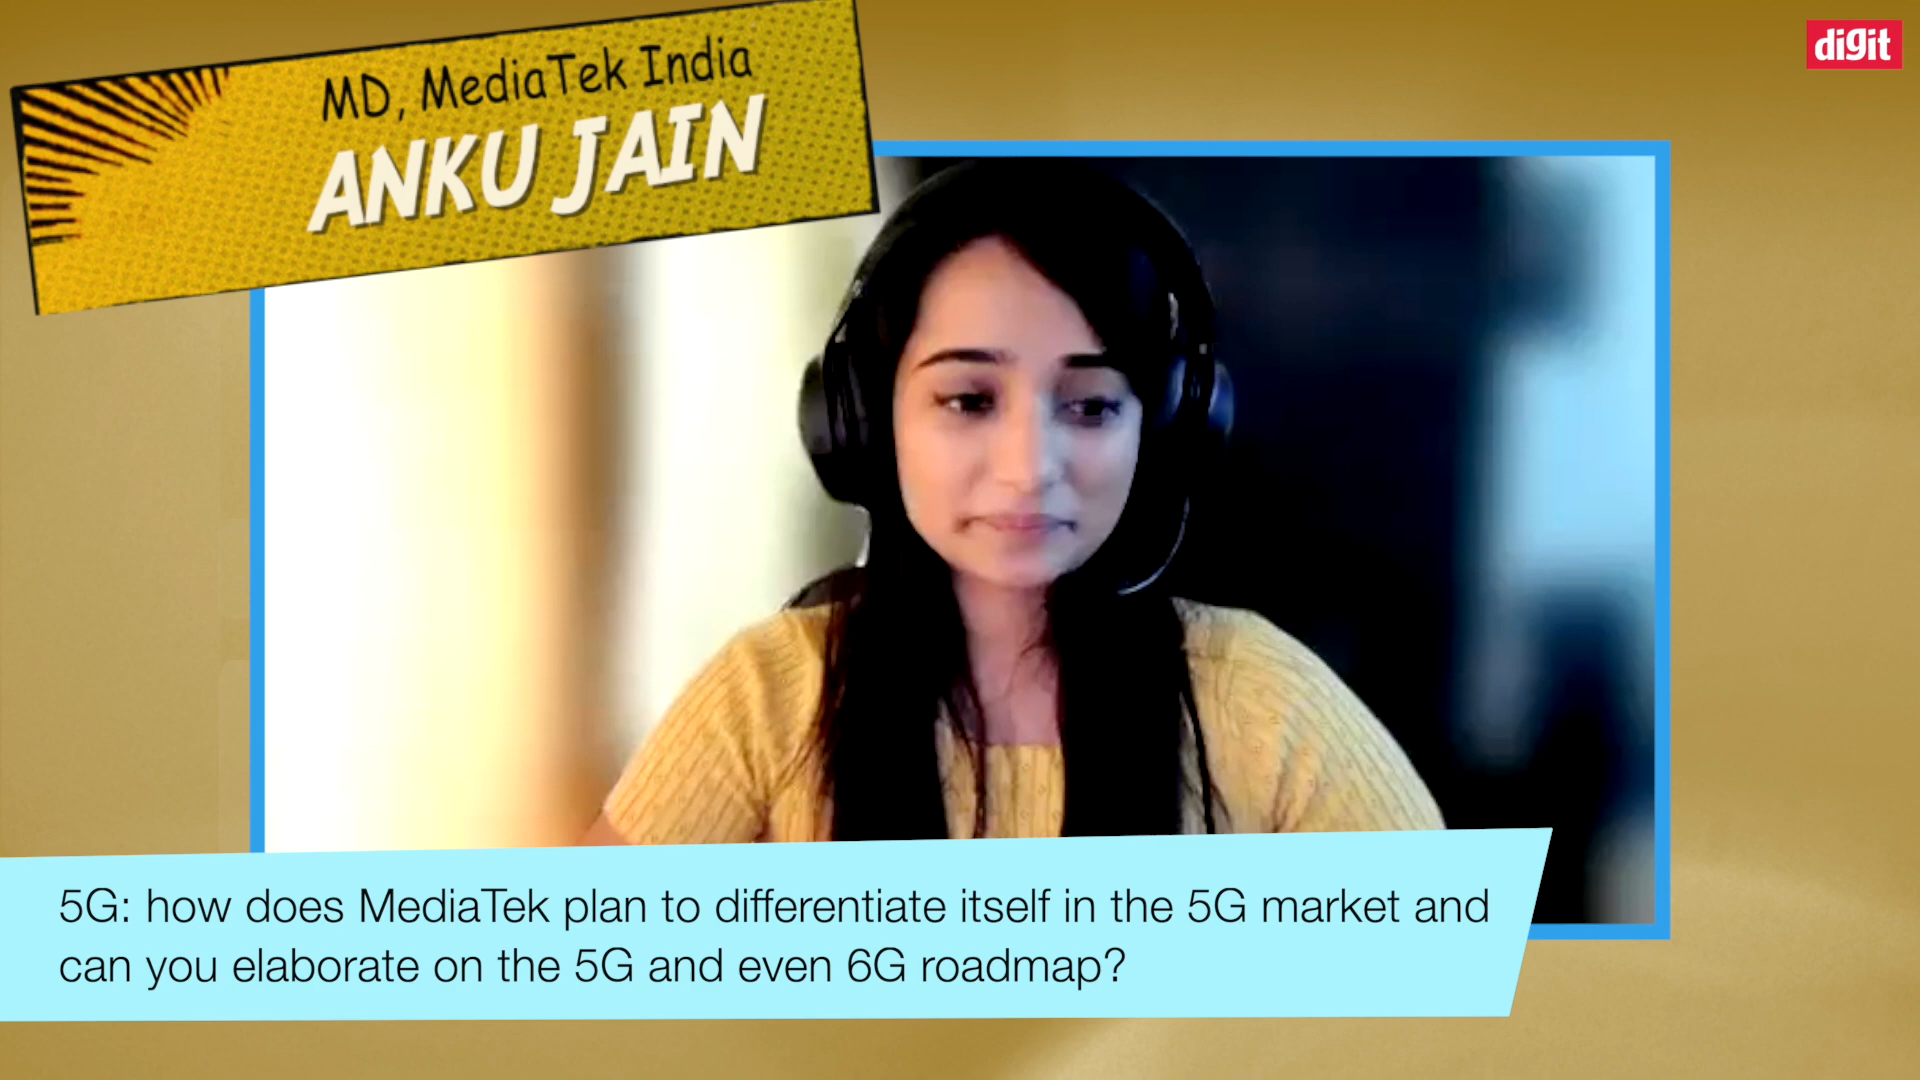 MD, MediaTek India
ANKU JAIN
digit
5G: how does MediaTek plan to differentiate itself in the 5G market and
can you elaborate on the 5G and even 6G roadmap?